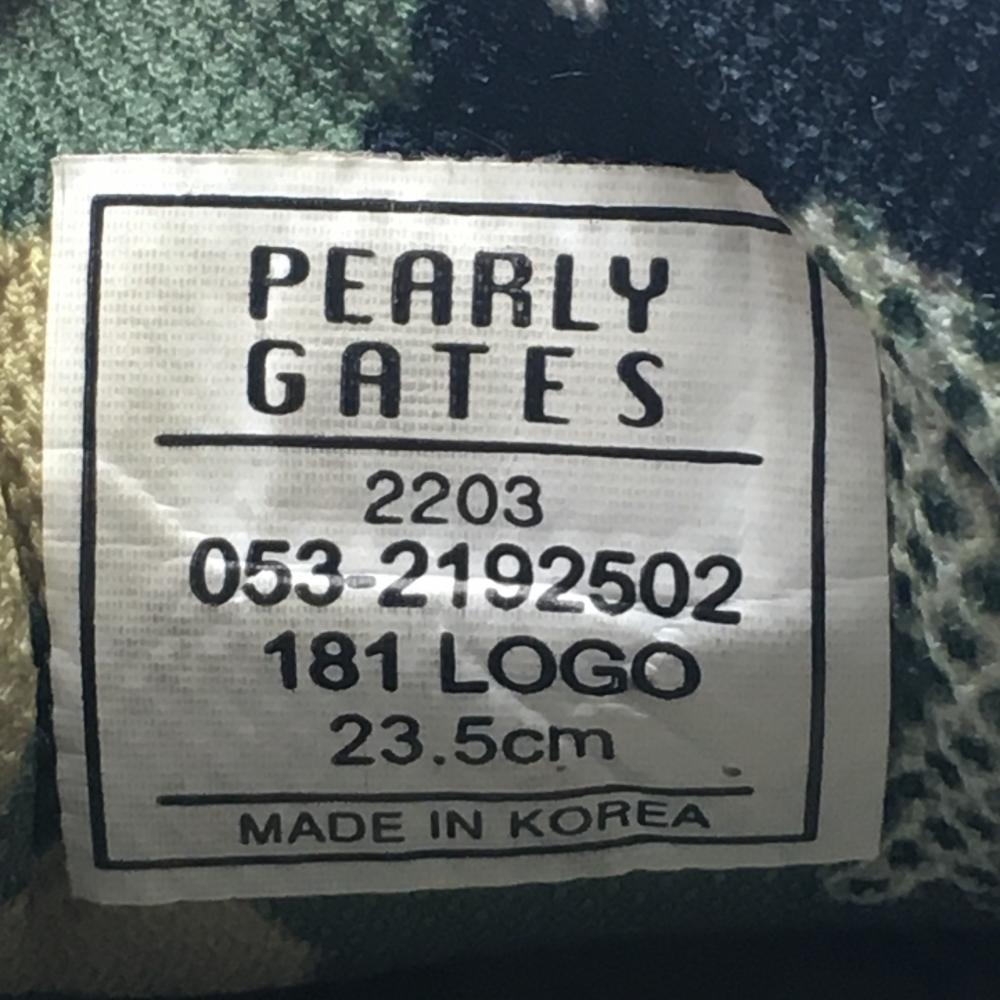 PEARLY
GATES
2203
053-2192502
181 LOGO
23.5cm
MADE IN KOREA